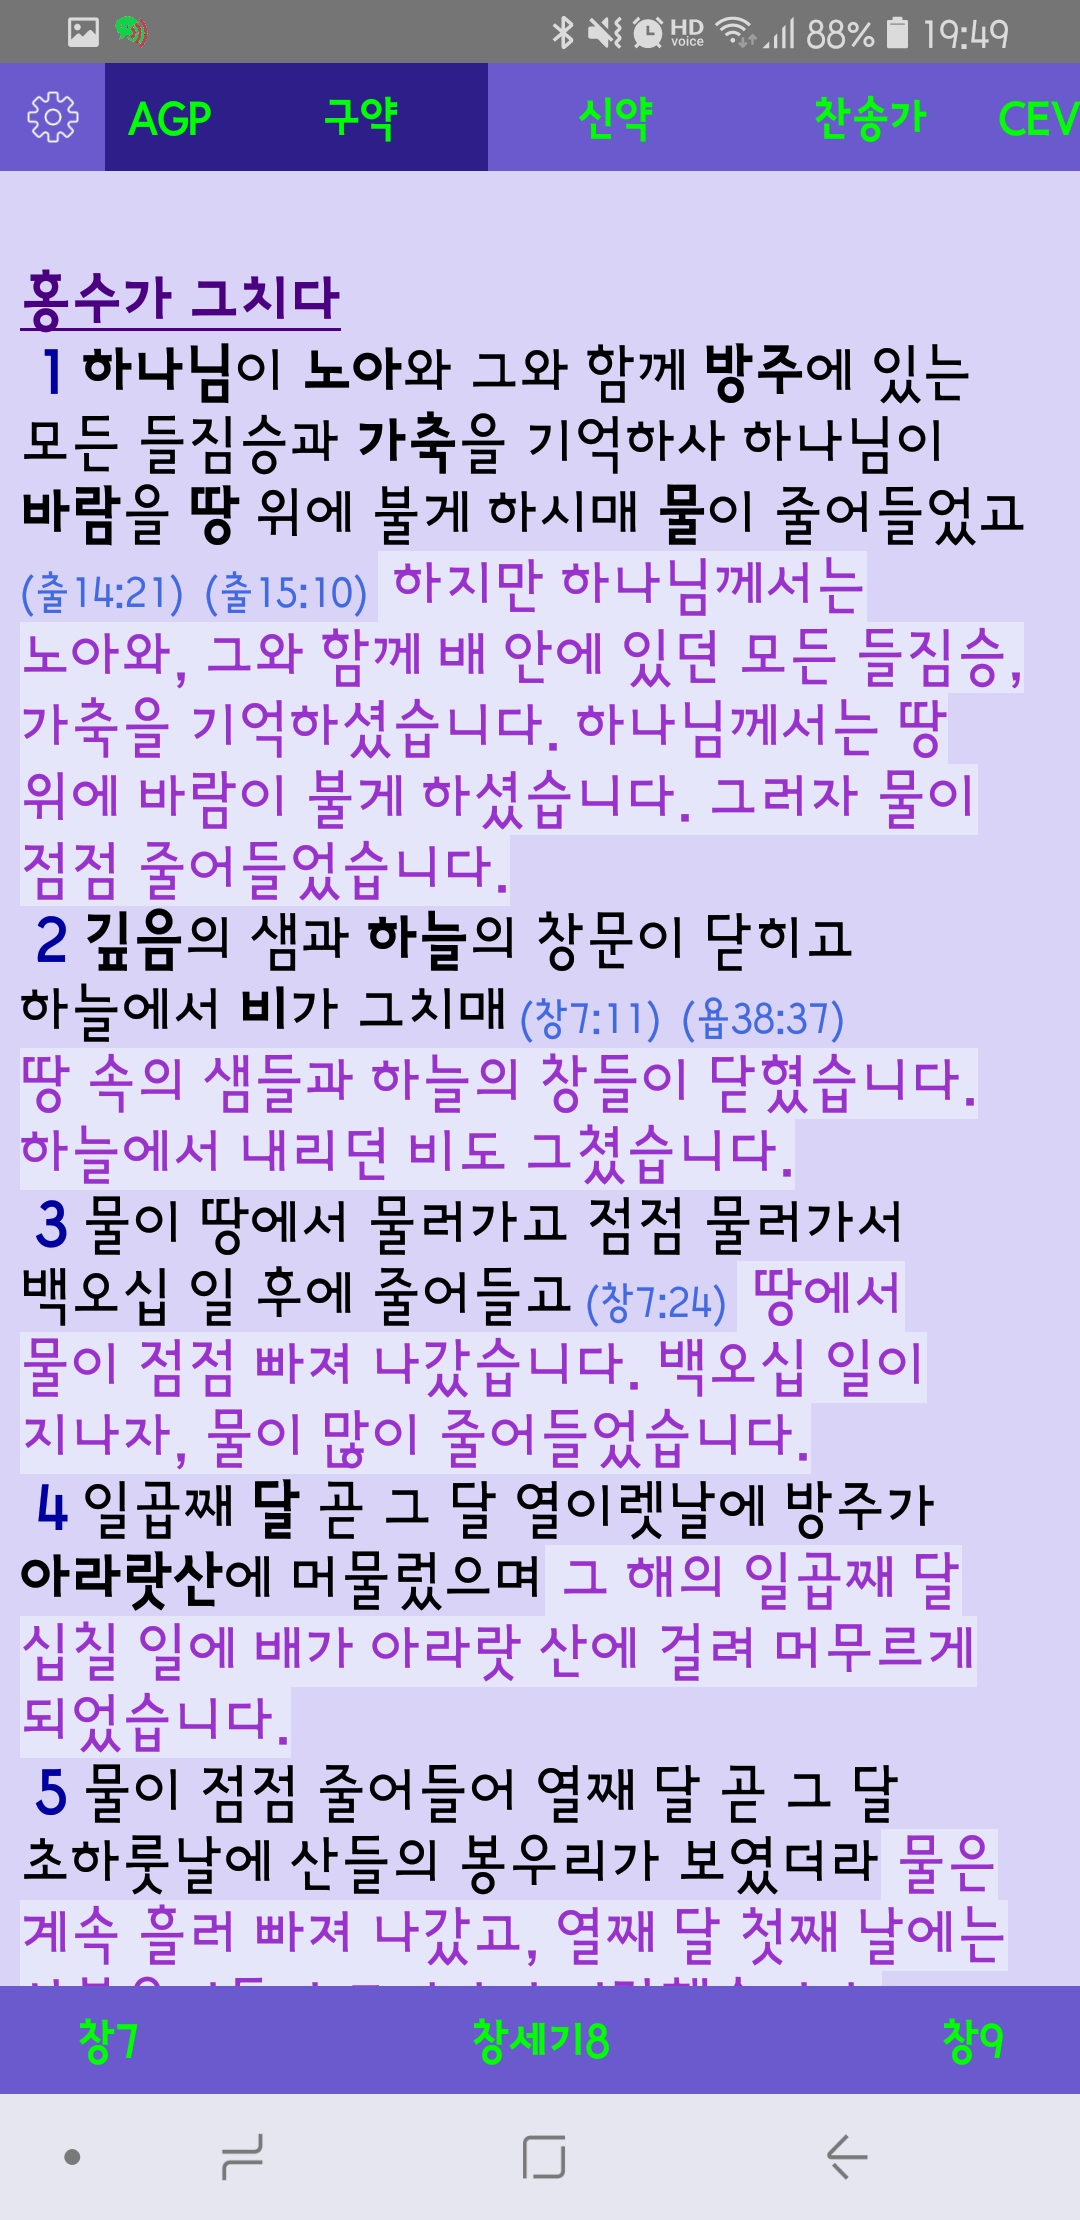 HD voice 88% 19:49
AGP 구약 신약 찬송가 CEV
홍수가 그치다
1 하나님이 노아와 그와 함께 방주에 있는
모든 들짐승과 가축을 기억하사 하나님이
바람을 땅 위에 불게 하시매 물이 줄어들었고
(출14:21) (출15:10) 하지만 하나님께서는
노아와, 그와 함께 배 안에 있던 모든 들짐승,
가축을 기억하셨습니다. 하나님께서는 땅
위에 바람이 불게 하셨습니다. 그러자 물이
점점 줄어들었습니다.
2 깊음의 샘과 하늘의 창문이 닫히고
하늘에서 비가 그치매 (창7:11) (욥38:37)
땅 속의 샘들과 하늘의 창들이 닫혔습니다.
하늘에서 내리던 비도 그쳤습니다.
3 물이 땅에서 물러가고 점점 물러가서
백오십 일 후에 줄어들고 (창7:24) 땅에서
물이 점점 빠져 나갔습니다. 백오십 일이
지나자, 물이 많이 줄어들었습니다.
4 일곱째 달 곧 그 달 열이렛날에 방주가
아라랏산에 머물렀으며 그 해의 일곱째 달
십칠 일에 배가 아라랏 산에 걸려 머무르게
되었습니다.
5 물이 점점 줄어들어 열째 달 곧 그 달
초하룻날에 산들의 봉우리가 보였더라 물은
계속 흘러 빠져 나갔고, 열째 달 첫째 날에는
창7 창세기8 창9